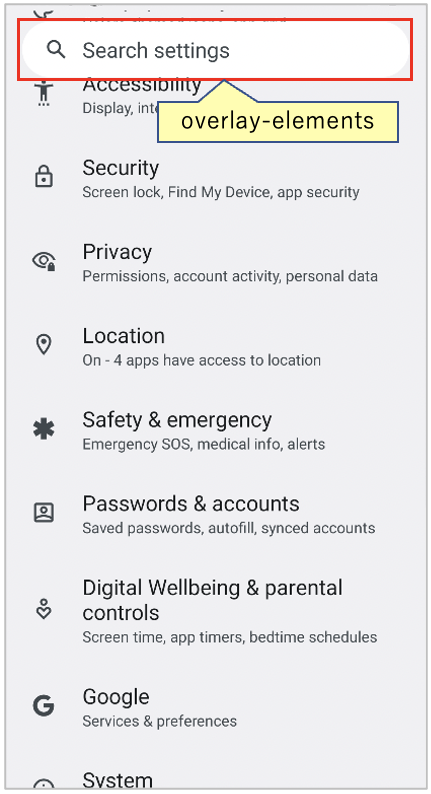 Search settings
Accessibility
Display, inte
overlay-elements
Security
Screen lock, Find My Device, app security
Privacy
Permissions, account activity, personal data
Location
On - 4 apps have access to location
Safety & emergency
Emergency SOS, medical info, alerts
Passwords & accounts
Saved passwords, autofill, synced accounts
Digital Wellbeing & parental
controls
Screen time, app timers, bedtime schedules
Google
Services & preferences
System